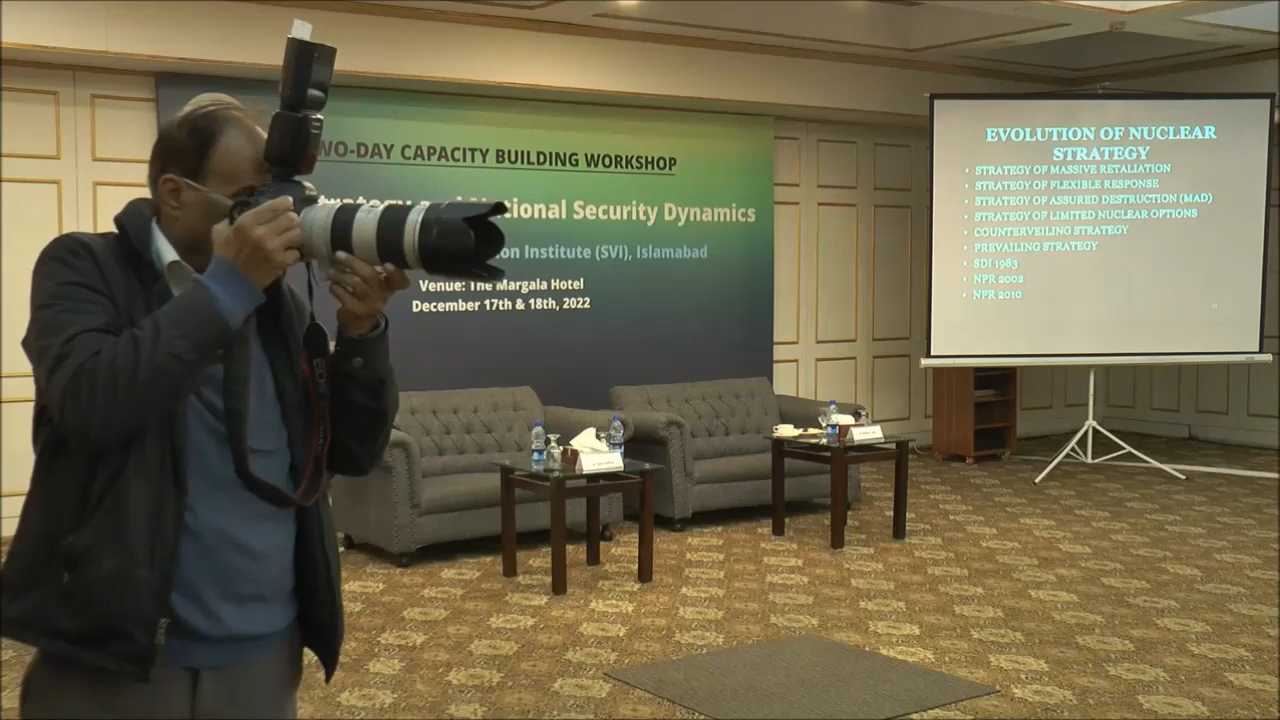 WO-DAY CAPACITY BUILDING WORKSHOP
National Security Dynamics
Institute (SVI), Islamabad
Venue: The Margala Hotel
December 17th & 18th, 2022
EVOLUTION OF NUCLEAR
STRATEGY
• STRATEGY OF MASSIVE RETALIATION
• STRATEGY OF FLEXIBLE RESPONSE
• STRATEGY OF ASSURED DESTRUCTION (MAD)
• STRATEGY OF LIMITED NUCLEAR OPTIONS
• COUNTERVEILING STRATEGY
• PREVAILING STRATEGY
• SDI 1983
• NPR 2002
• NPR 2010